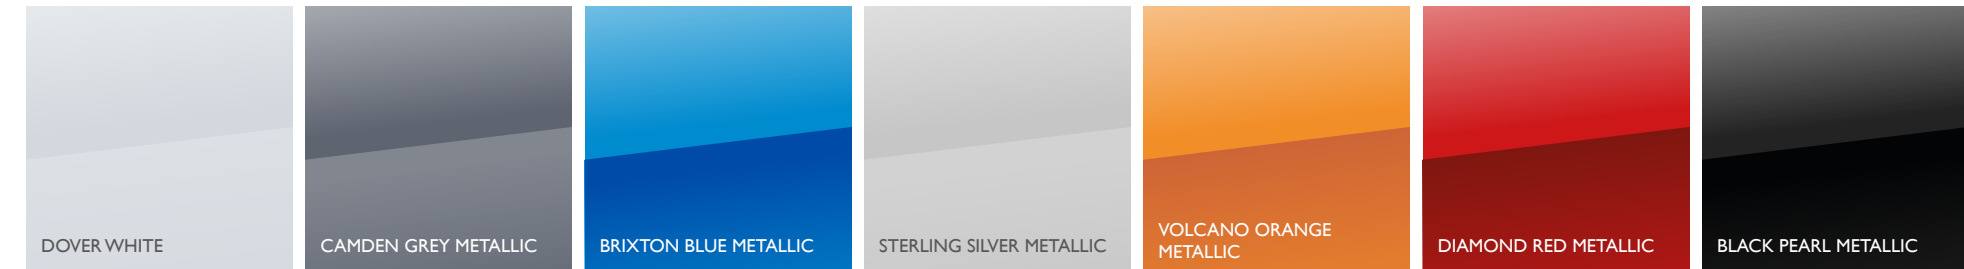 DOVER WHITE
CAMDEN GREY METALLIC
BRIXTON BLUE METALLIC
STERLING SILVER METALLIC
VOLCANO ORANGE
METALLIC
DIAMOND RED METALLIC
BLACK PEARL METALLIC